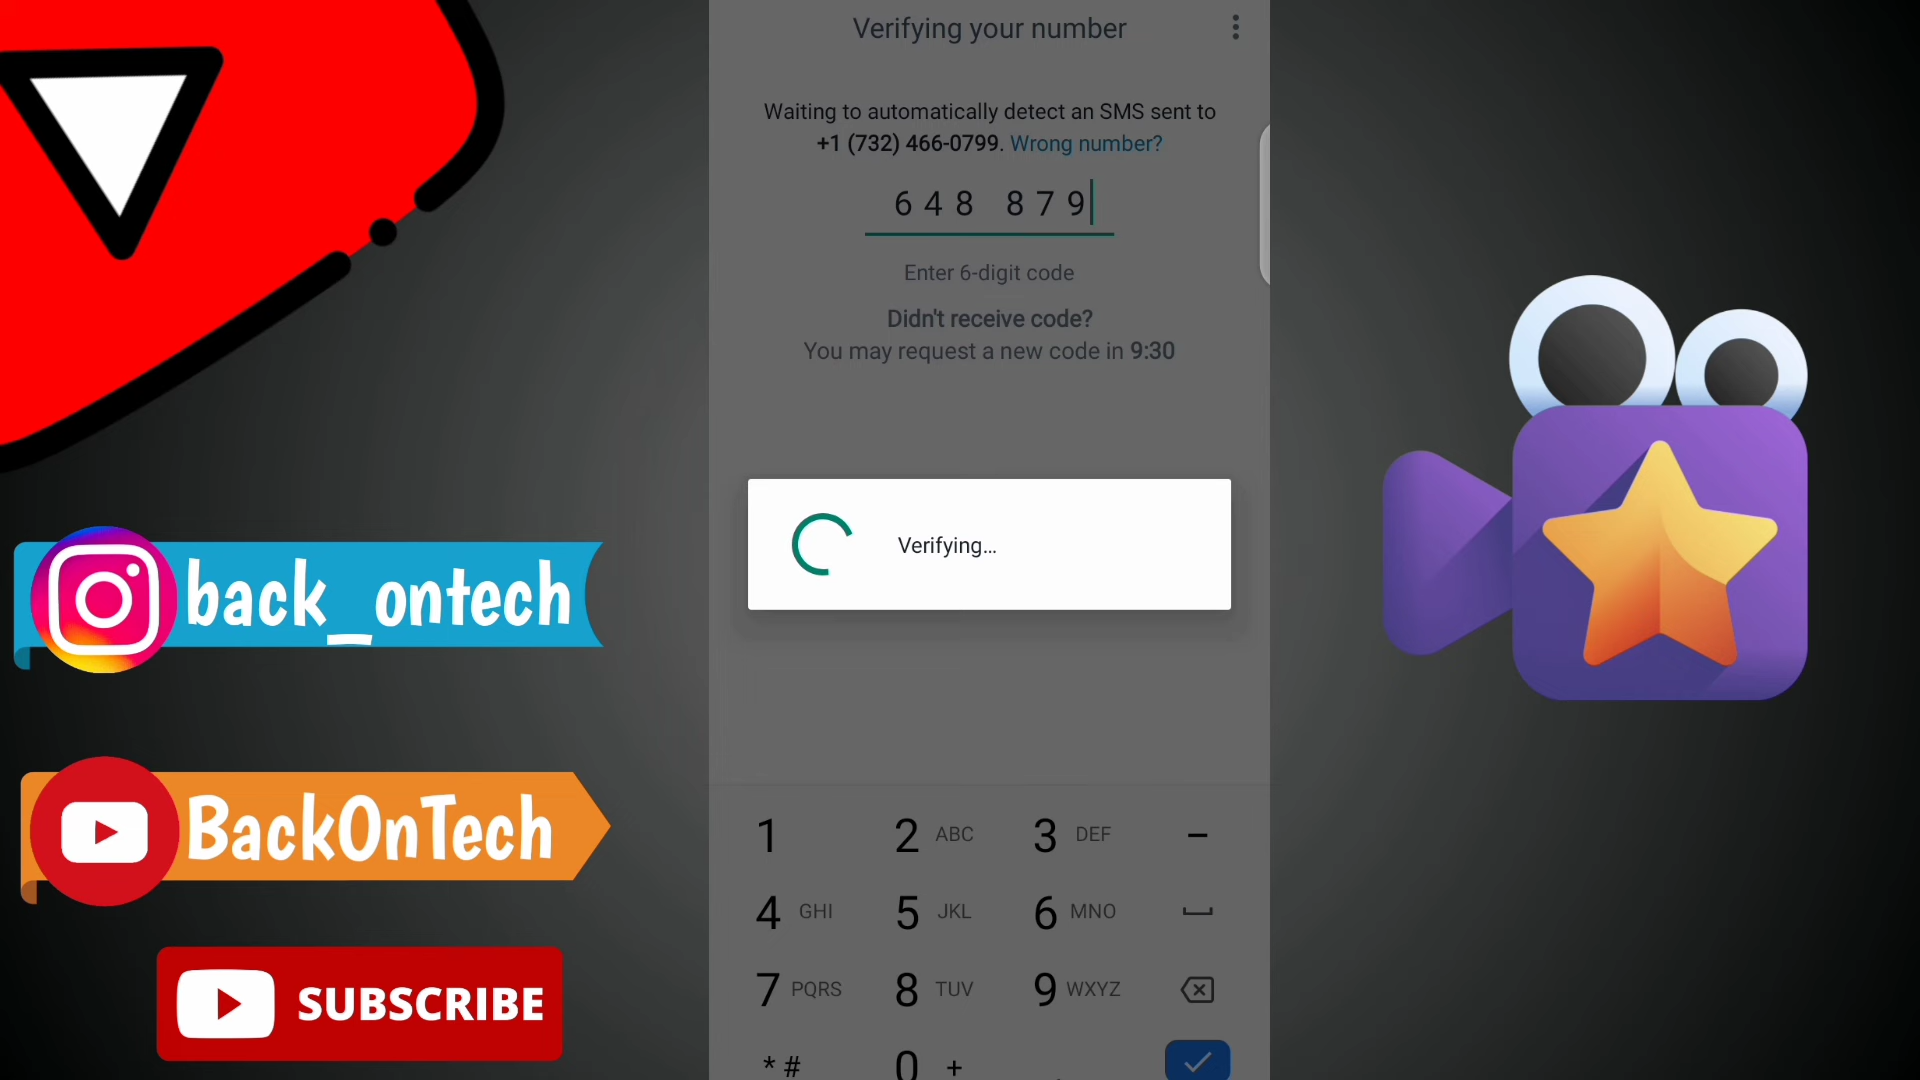 Verifying your number
Waiting to automatically detect an SMS sent to
+1 (732) 466-0799. Wrong number?
648 879
Enter 6-digit code
Didn't receive code?
You may request a new code in 9:30
Verifying...
back_ontech
BackOnTech
SUBSCRIBE
1 2 ABC 3 DEF –
4 GHI 5 JKL 6 MNO
7 PQRS 8 TUV 9 WXYZ
* # 0 + .